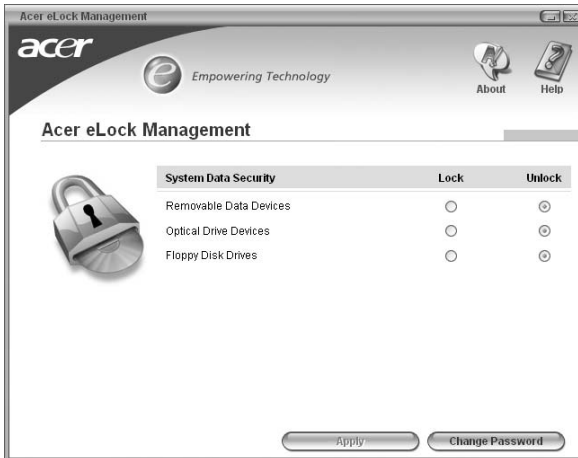 Acer eLock Management
acer
e Empowering Technology
About Help
Acer eLock Management
System Data Security Lock Unlock
Removable Data Devices
Optical Drive Devices
Floppy Disk Drives
Apply Change Password